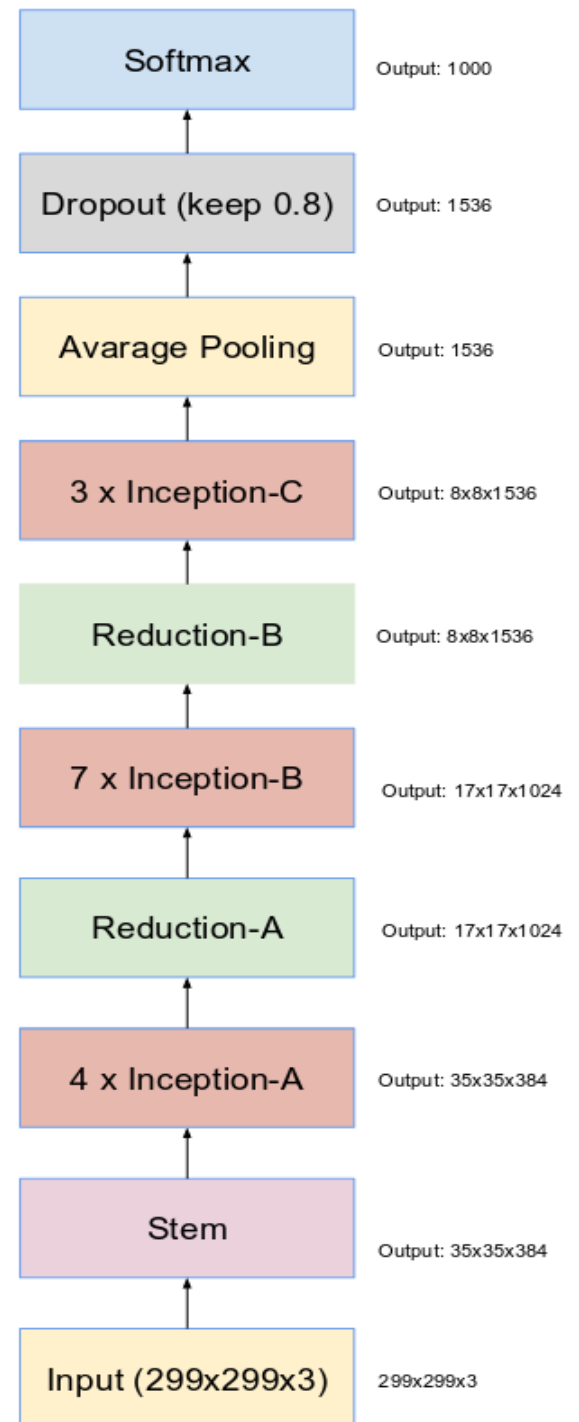 Softmax
Output: 1000
Dropout (keep 0.8)
Output: 1536
Avarage Pooling
Output: 1536
3 x Inception-C
Output: 8x8x1536
Reduction-B
Output: 8x8x1536
7 x Inception-B
Output: 17x17x1024
Reduction-A
Output: 17x17x1024
4 x Inception-A
Output: 35x35x384
Stem
Output: 35x35x384
Input (299x299x3)
299x299x3